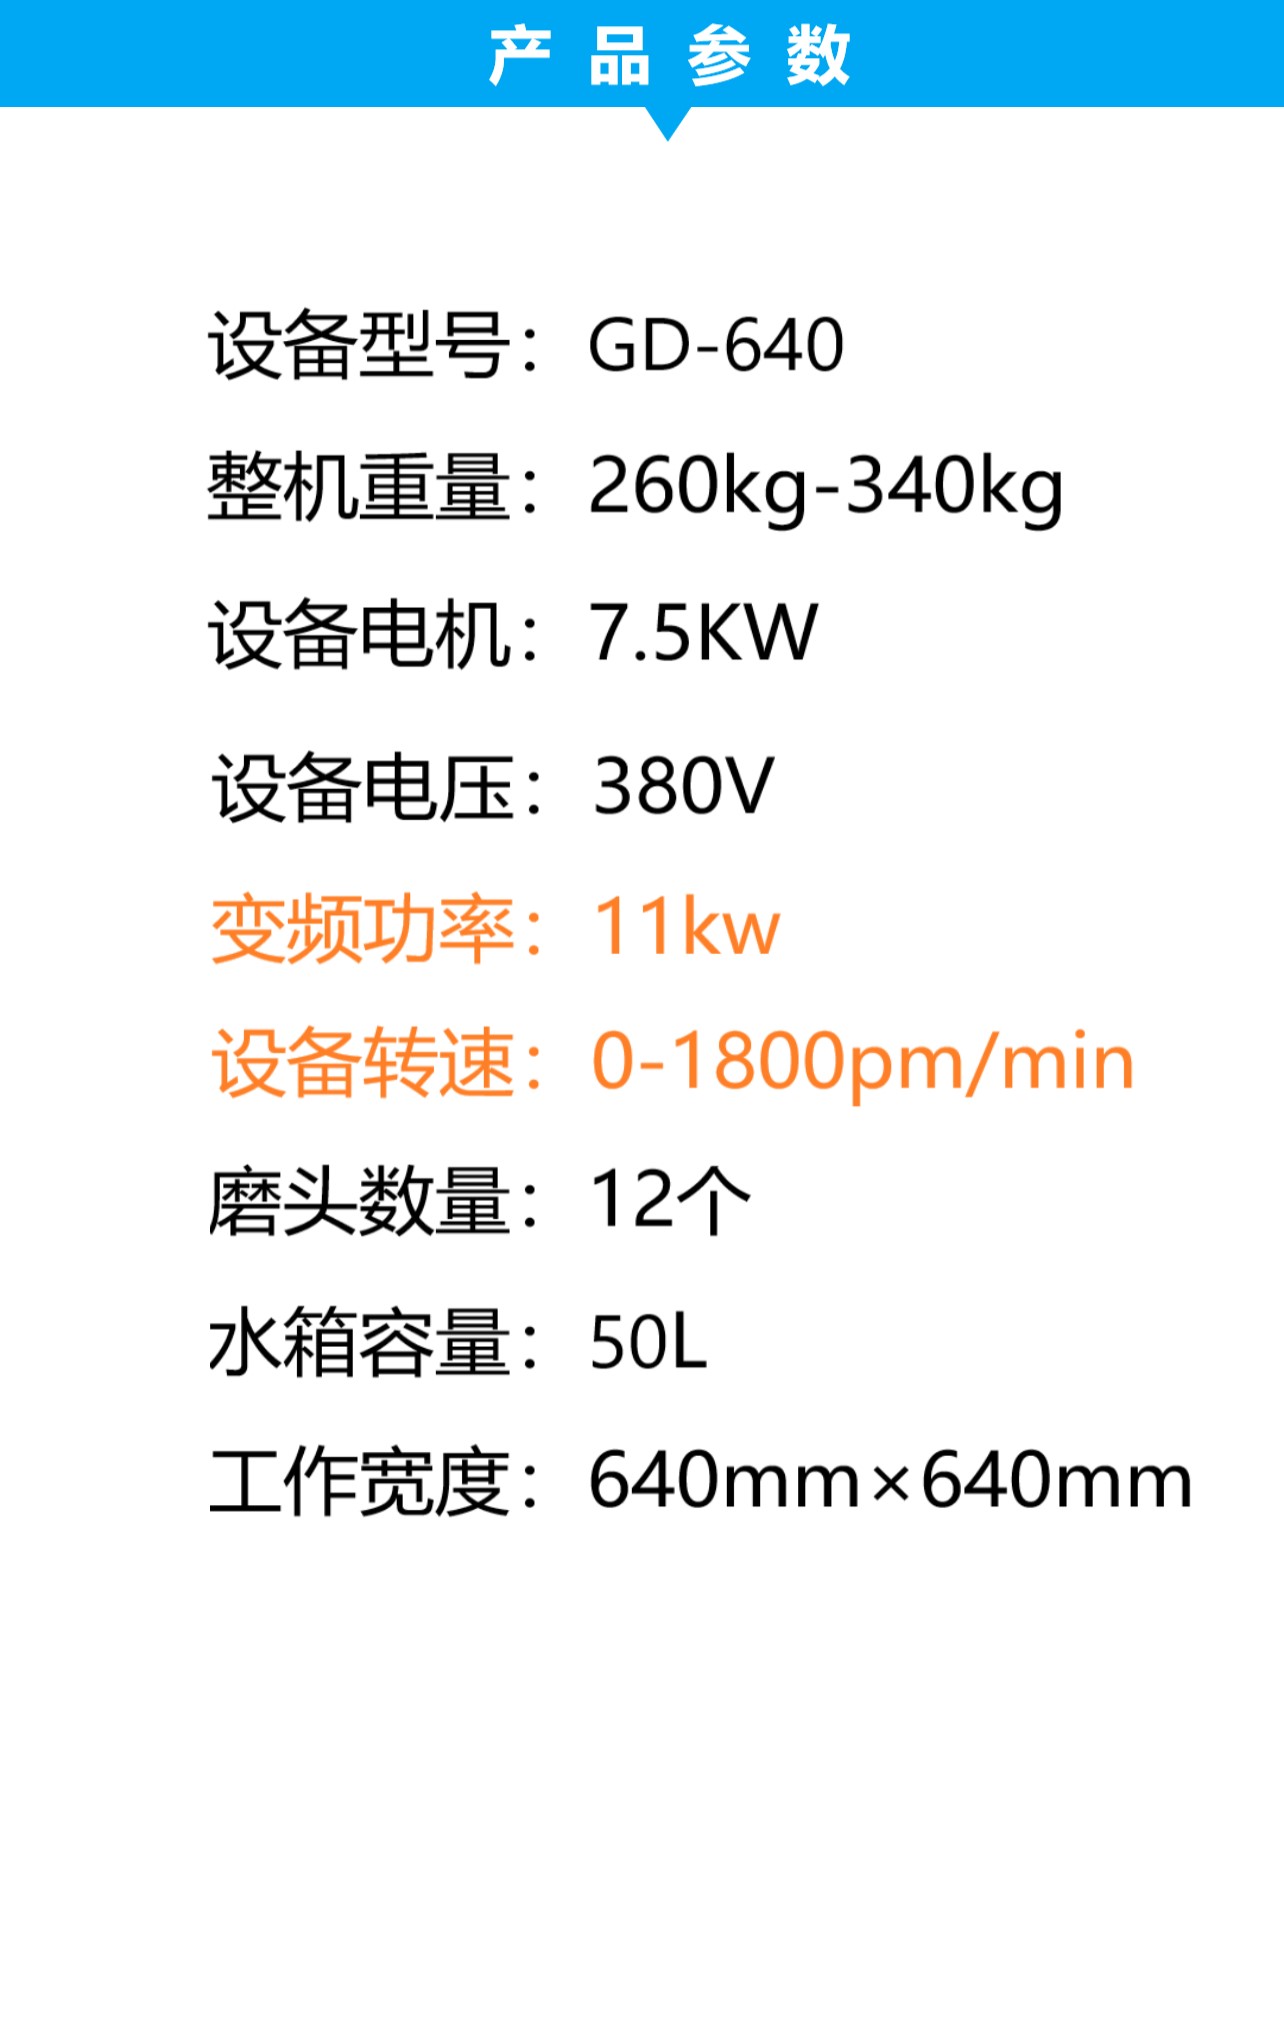 产品参数
设备型号：GD-640
整机重量：260kg-340kg
设备电机：7.5KW
设备电压：380V
变频功率：11kw
设备转速：0-1800pm/min
磨头数量：12个
水箱容量：50L
工作宽度：640mm×640mm